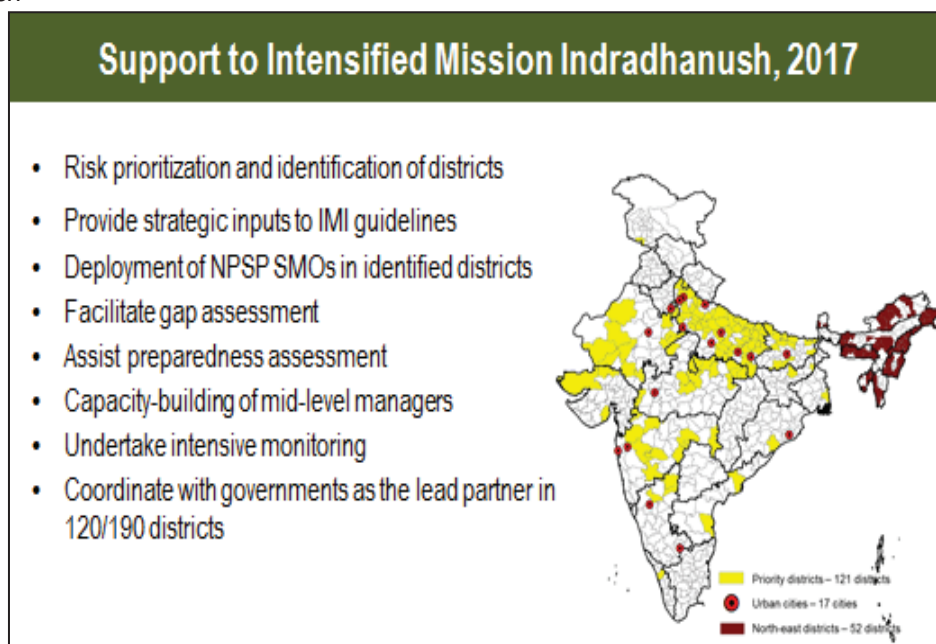 Support to Intensified Mission Indradhanush, 2017
• Risk prioritization and identification of districts
• Provide strategic inputs to IMI guidelines
• Deployment of NPSP SMOs in identified districts
• Facilitate gap assessment
• Assist preparedness assessment
• Capacity-building of mid-level managers
• Undertake intensive monitoring
• Coordinate with governments as the lead partner in
120/190 districts
Priority districts – 121 districts
Urban cities – 17 cities
North-east districts – 52 districts